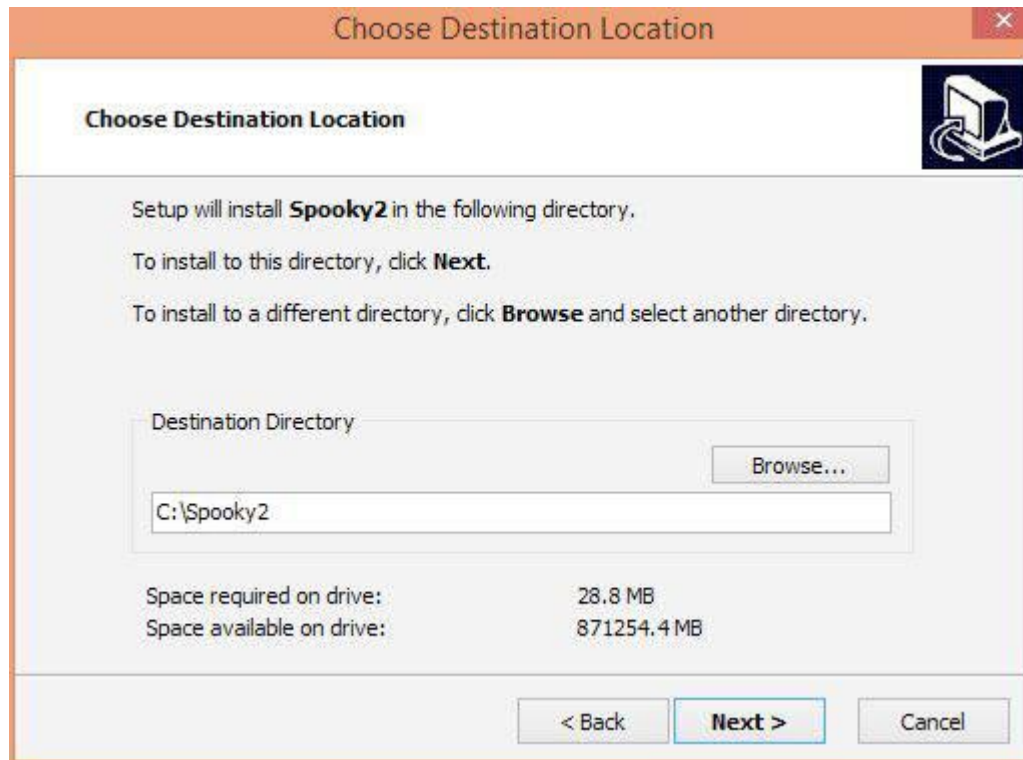 Choose Destination Location
Choose Destination Location
Setup will install Spooky2 in the following directory.
To install to this directory, click Next.
To install to a different directory, click Browse and select another directory.
Destination Directory
Browse...
C:\Spooky2
Space required on drive: 28.8 MB
Space available on drive: 871254.4 MB
< Back Next > Cancel